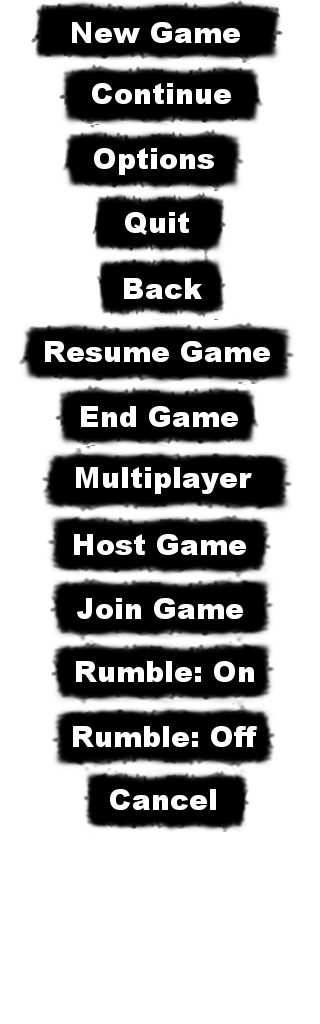 New Game
Continue
Options
Quit
Back
Resume Game
End Game
Multiplayer
Host Game
Join Game
Rumble: On
Rumble: Off
Cancel